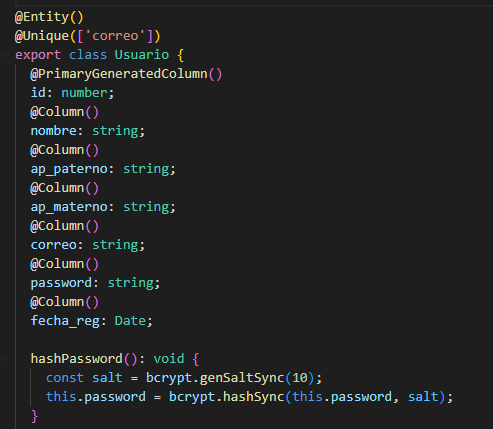 @Entity()
@Unique(['correo'])
export class Usuario {
  @PrimaryGeneratedColumn()
  id: number;
  @Column()
  nombre: string;
  @Column()
  ap_paterno: string;
  @Column()
  ap_materno: string;
  @Column()
  correo: string;
  @Column()
  password: string;
  @Column()
  fecha_reg: Date;

  hashPassword(): void {
    const salt = bcrypt.genSaltSync(10);
    this.password = bcrypt.hashSync(this.password, salt);
  }